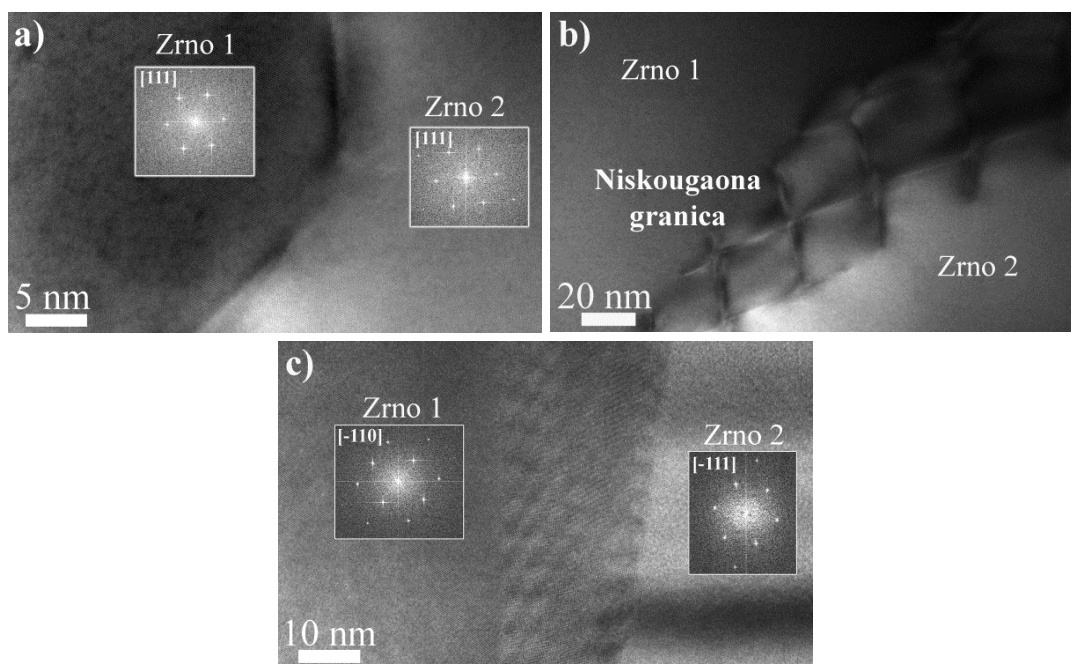 a)
Zrno 1
[111]
Zrno 2
[111]
5 nm
b)
Zrno 1
Niskougaona
granica
Zrno 2
20 nm
c)
Zrno 1
[-110]
Zrno 2
[-111]
10 nm